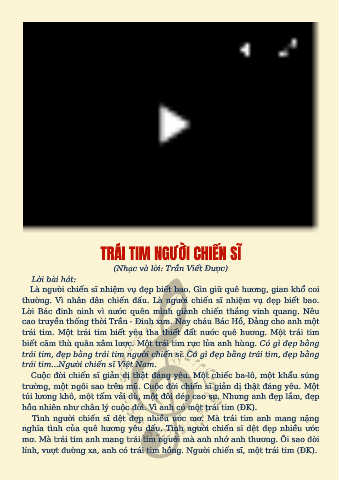 TRÁI TIM NGƯỜI CHIẾN SĨ
(Nhạc và lời: Trần Viết Được)
Lời bài hát:
Là người chiến sĩ nhiệm vụ đẹp biết bao. Gìn giữ quê hương, gian khổ coi
thường. Vì nhân dân chiến đấu. Là người chiến sĩ nhiệm vụ đẹp biết bao.
Lời Bác đinh ninh vì nước quên mình giành chiến thắng vinh quang. Nêu
cao truyền thống thời Trần - Đinh xưa. Nay cháu Bác Hồ, Đảng cho anh một
trái tim. Một trái tim biết yêu tha thiết đất nước quê hương. Một trái tim
biết căm thù quân xâm lược. Một trái tim rực lửa anh hùng. Có gì đẹp bằng
trái tim, đẹp bằng trái tim người chiến sĩ. Có gì đẹp bằng trái tim, đẹp bằng
trái tim...Người chiến sĩ Việt Nam.
Cuộc đời chiến sĩ giản dị thật đáng yêu. Một chiếc ba-lô, một khẩu súng
trường, một ngôi sao trên mũ. Cuộc đời chiến sĩ giản dị thật đáng yêu. Một
túi lương khô, một tấm vải dù, một đôi dép cao su. Nhưng anh đẹp lắm, đẹp
hồn nhiên như chân lý cuộc đời. Vì anh có một trái tim (ĐK).
Tình người chiến sĩ dệt đẹp nhiều ước mơ. Mà trái tim anh mang nặng
nghĩa tình của quê hương yêu dấu. Tình người chiến sĩ dệt đẹp nhiều ước
mơ. Mà trái tim anh mang trái tim người mà anh nhớ anh thương. Ôi sao đời
lính, vượt đường xa, anh có trái tim hồng. Người chiến sĩ, một trái tim (ĐK).